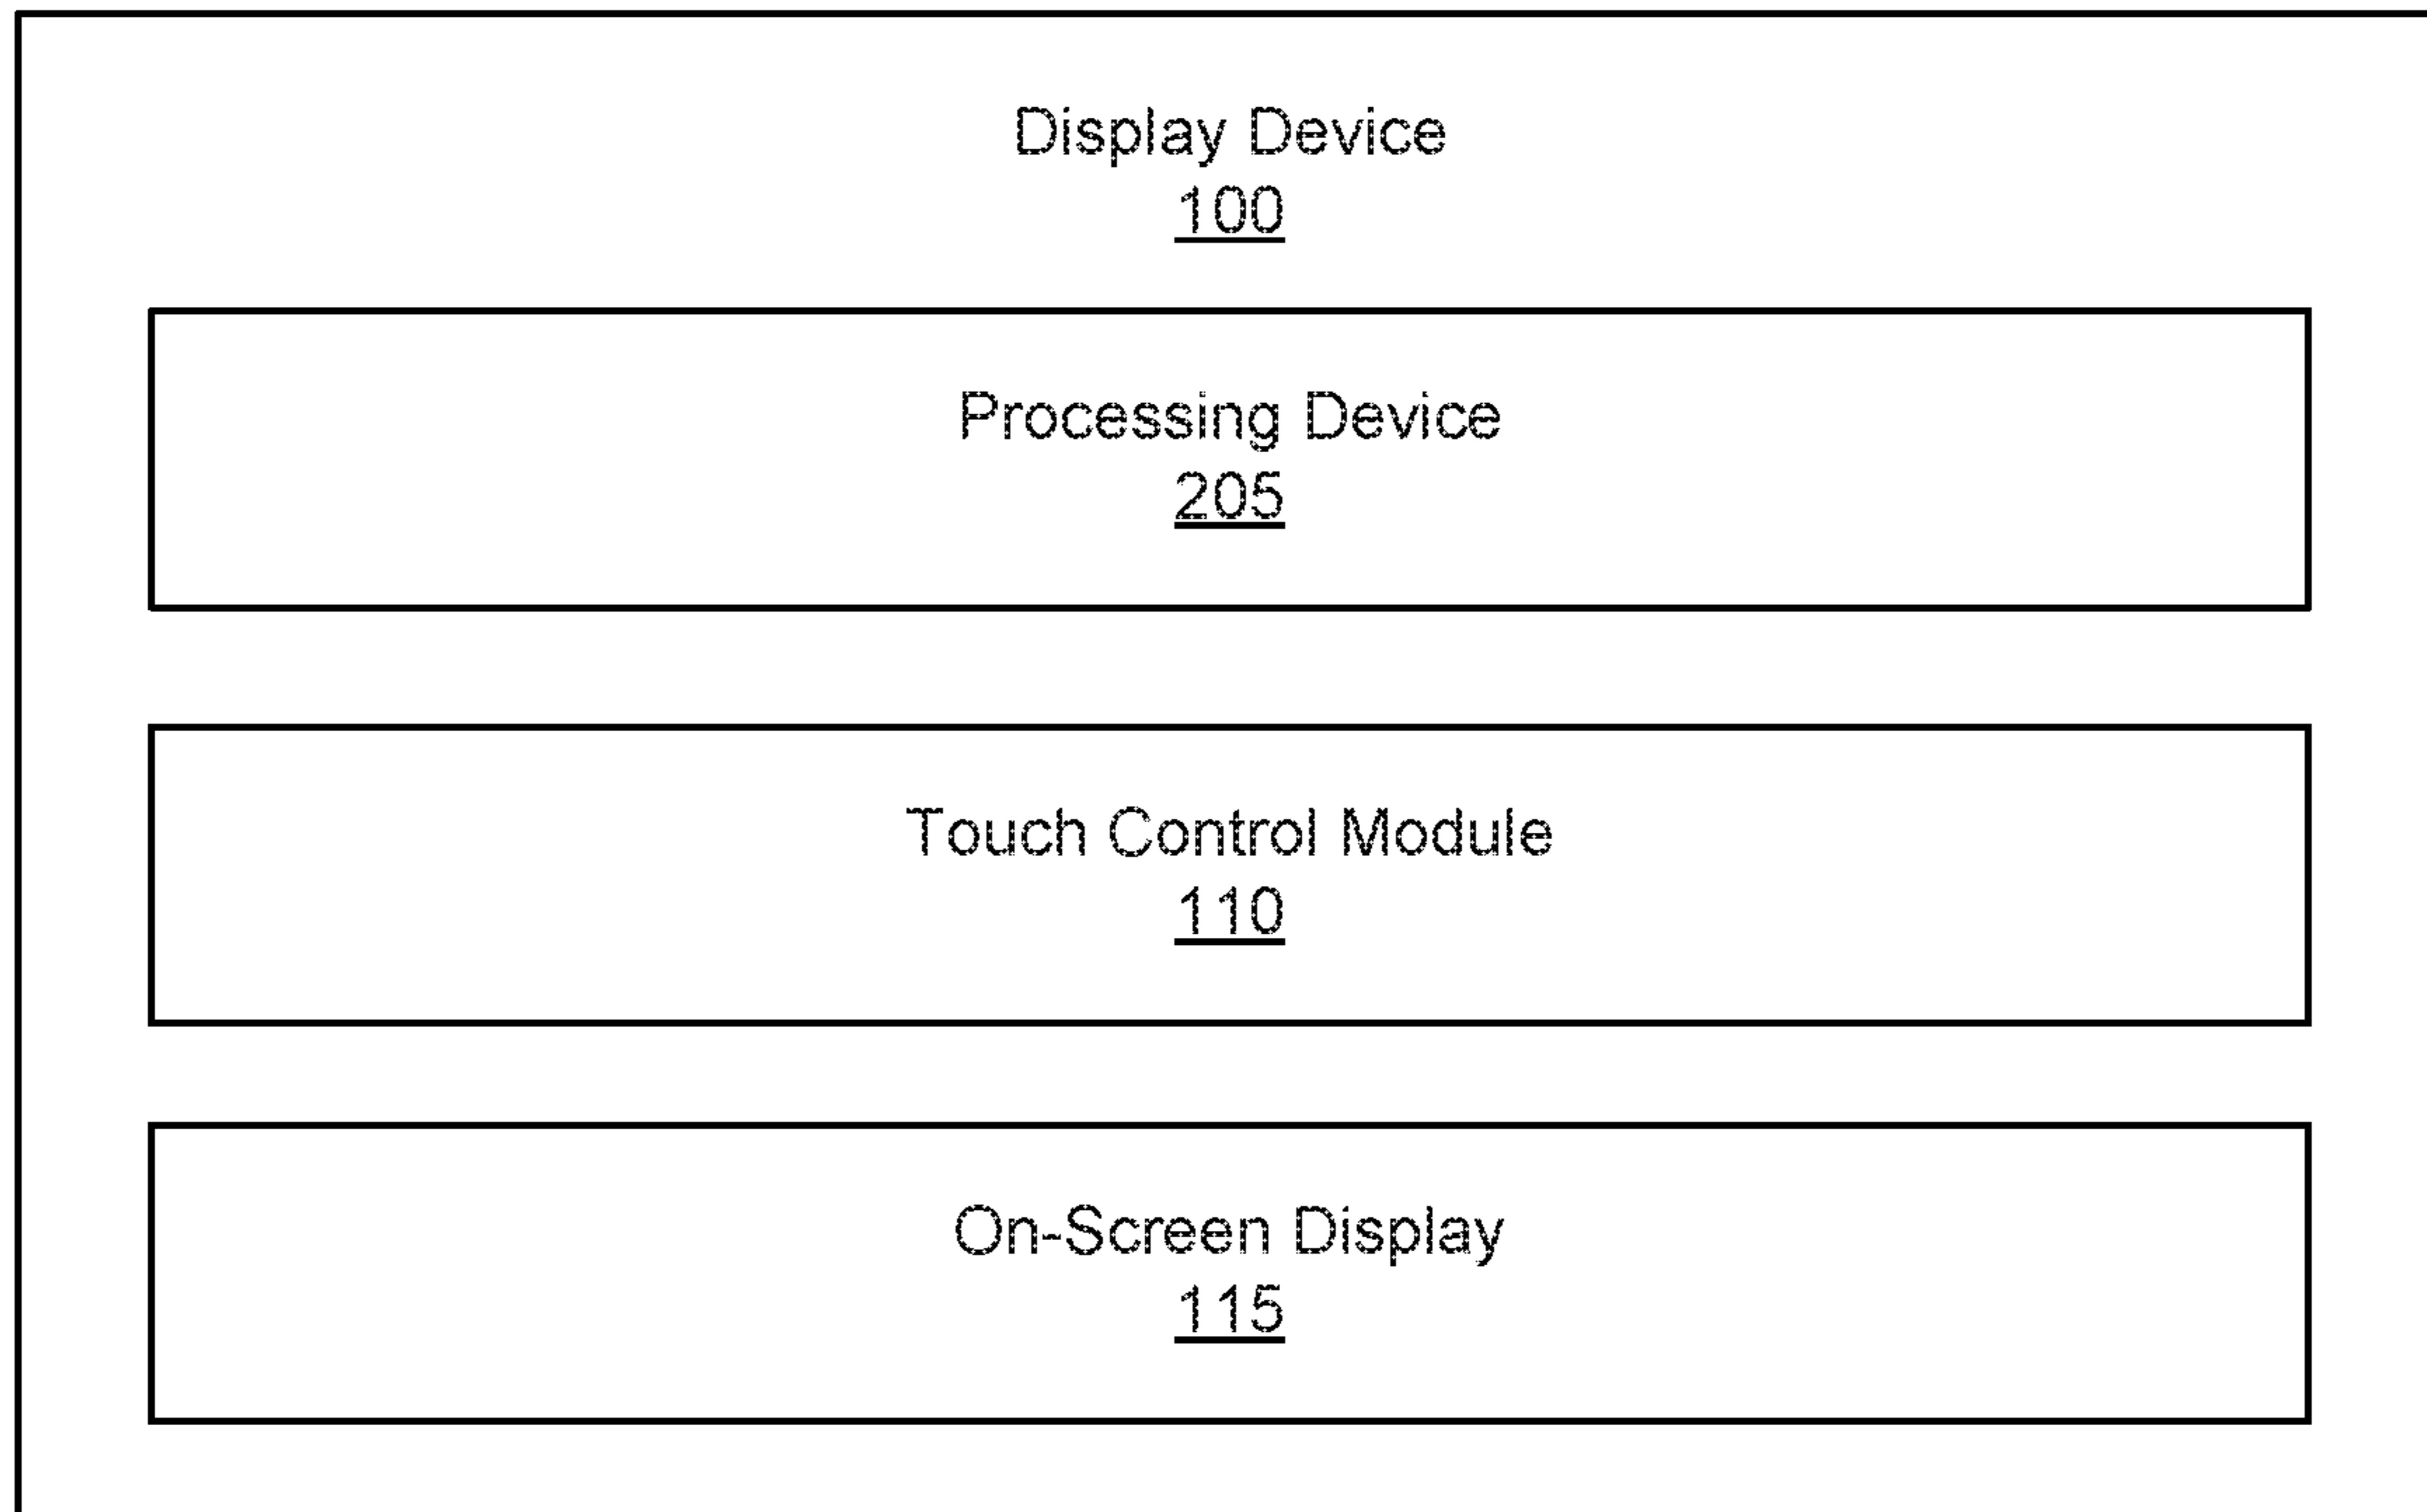 Display Device
100
Processing Device
205
Touch Control Module
110
On-Screen Display
115